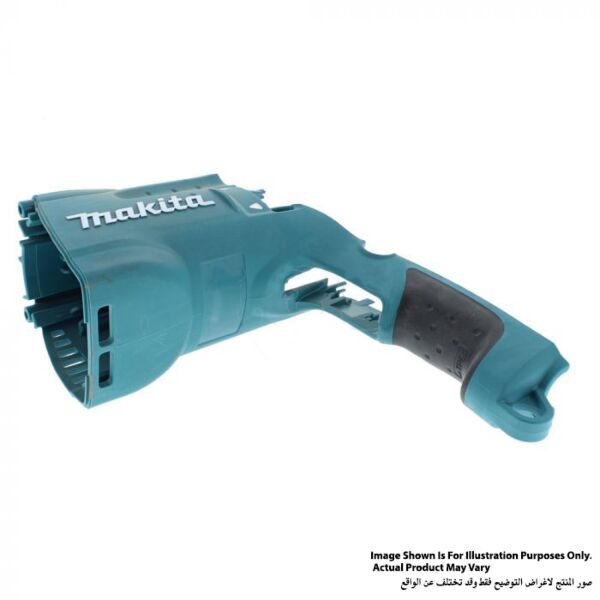 makita
Image Shown Is For Illustration Purposes Only.
Actual Product May Vary
صور المنتج لاغراض التوضيح فقط وقد تختلف عن الواقع